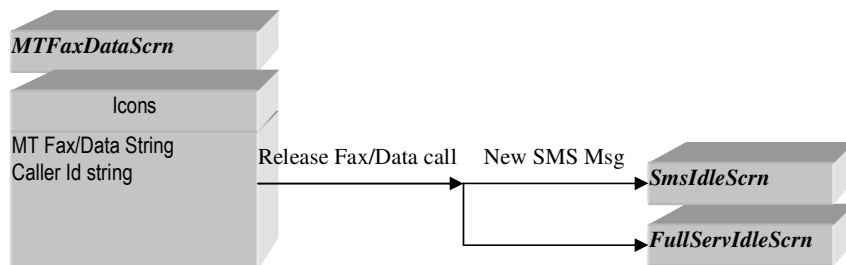 MTFaxDataScrn
Icons
MT Fax/Data String
Caller Id string
Release Fax/Data call
New SMS Msg
SmsIdleScrn
FullServIdleScrn